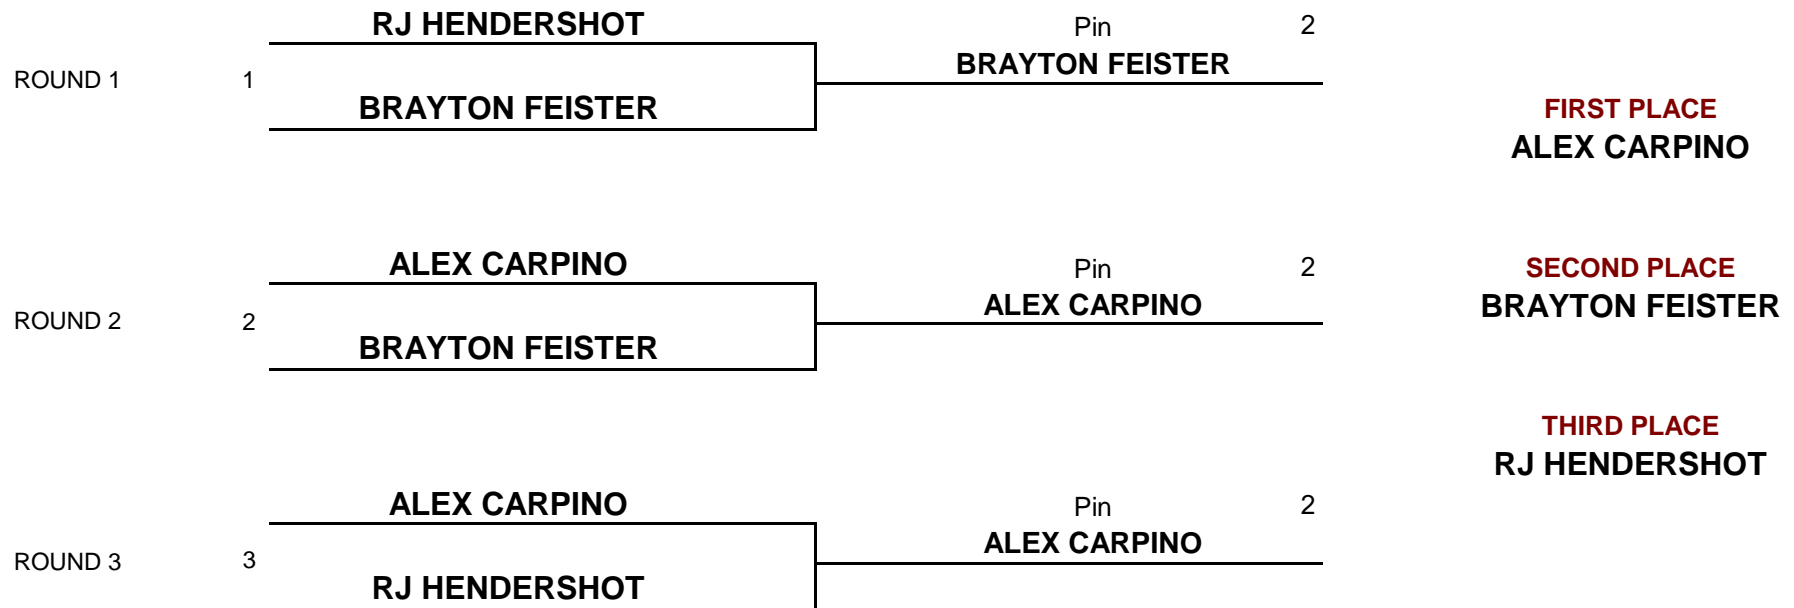 RJ HENDERSHOT
Pin 2
BRAYTON FEISTER
ROUND 1 1
BRAYTON FEISTER
FIRST PLACE
ALEX CARPINO
ALEX CARPINO
Pin 2
SECOND PLACE
ALEX CARPINO
BRAYTON FEISTER
ROUND 2 2
BRAYTON FEISTER
THIRD PLACE
RJ HENDERSHOT
ALEX CARPINO
Pin 2
ALEX CARPINO
ROUND 3 3
RJ HENDERSHOT